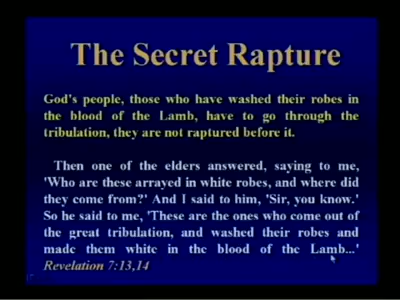 The Secret Rapture
God's people, those who have washed their robes in
the blood of the Lamb, have to go through the
tribulation, they are not raptured before it.
Then one of the elders answered, saying to me,
'Who are these arrayed in white robes, and where did
they come from?' And I said to him, 'Sir, you know.'
So he said to me, 'These are the ones who come out of
the great tribulation, and washed their robes and
made them white in the blood of the Lamb...'
Revelation 7:13,14